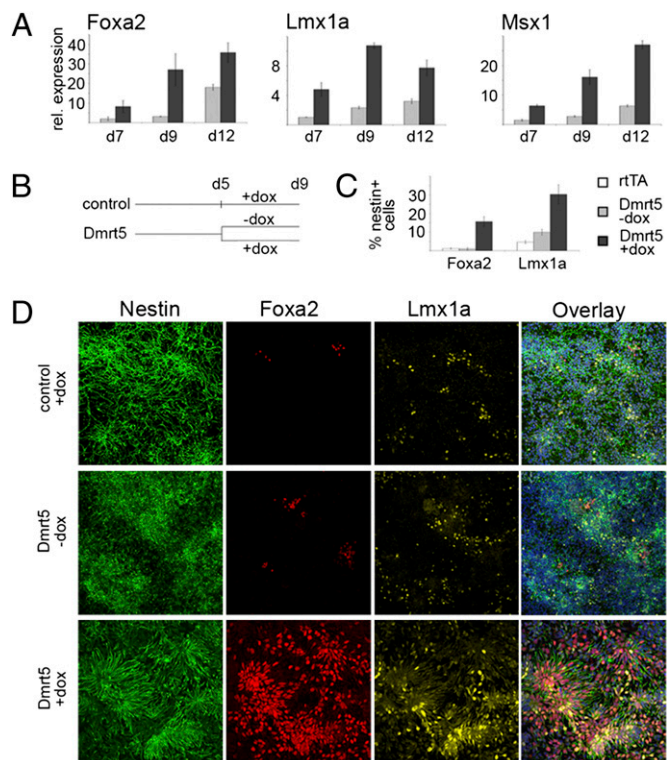 A
Foxa2
Lmx1a
Msx1
rel. expression
40
30
20
10
d7 d9 d12
8
4
d7 d9 d12
20
10
d7 d9 d12
B
d5 d9
control +dox
-dox
Dmrt5
+dox
C
% nestin+
cells
30
20
10
Foxa2 Lmx1a
rtTA
Dmrt5
-dox
Dmrt5
+dox
D
Nestin Foxa2 Lmx1a Overlay
control
+dox
Dmrt5
-dox
Dmrt5
+dox